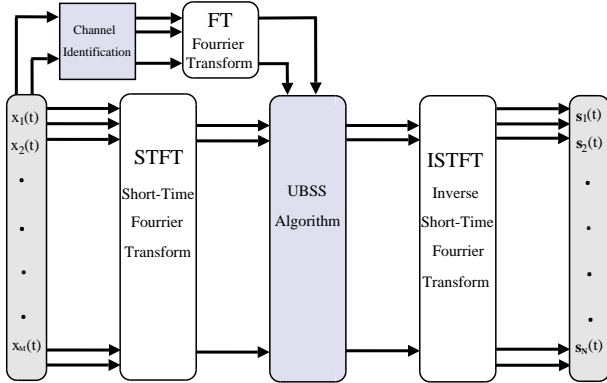 Channel
Identification
FT
Fourrier
Transform
x1(t)
x2(t)
xM(t)
STFT
Short-Time
Fourrier
Transform
UBSS
Algorithm
ISTFT
Inverse
Short-Time
Fourrier
Transform
s1(t)
s2(t)
sN(t)